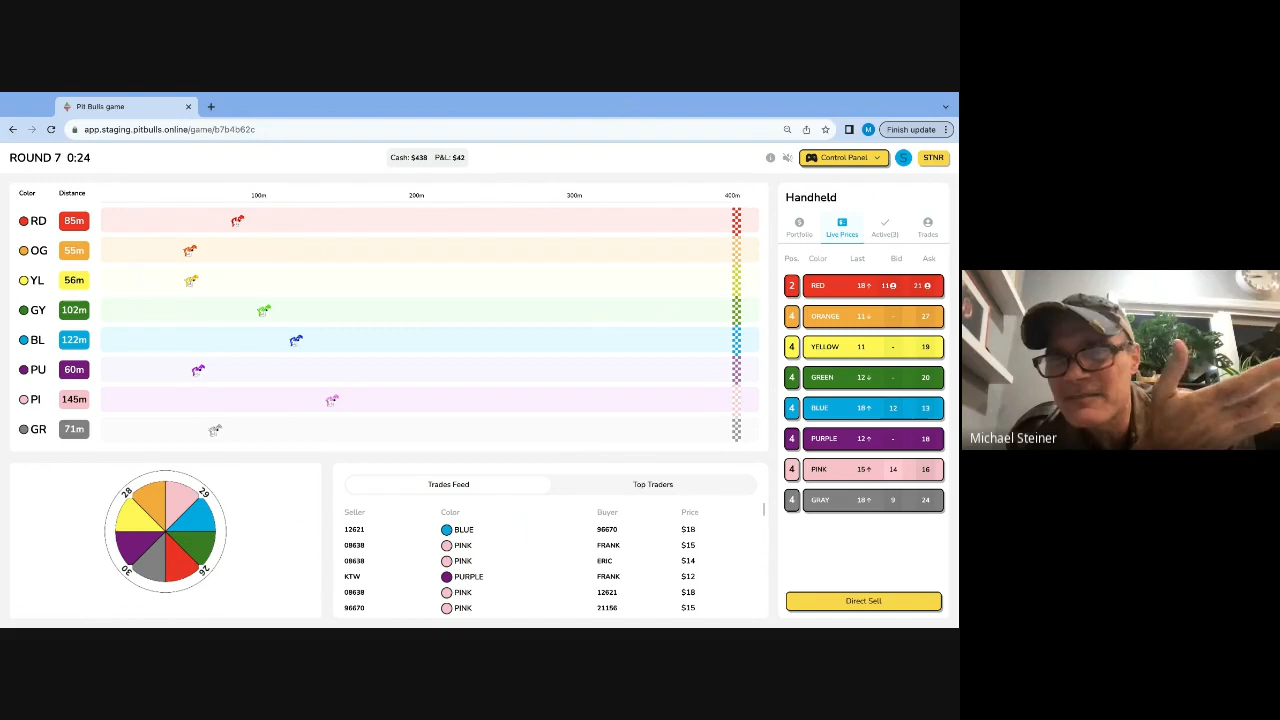 Pit Bulls game
app.staging.pitbulls.online/game/b7b4b62c
M
Finish update
ROUND 7 0:24
Cash: $438 P&L: $42
Control Panel
S
STNR
Color Distance 100m 200m 300m 400m
RD 85m
OG 55m
YL 56m
GY 102m
BL 122m
PU 60m
PI 145m
GR 71m
28 29
30 26
Trades Feed Top Traders
Seller Color Buyer Price
12621 BLUE 96670 $18
08638 PINK FRANK $15
08638 PINK ERIC $14
KTW PURPLE FRANK $12
08638 PINK 12621 $18
96670 PINK 21156 $15
Handheld
Portfolio Live Prices Active(3) Trades
Pos. Color Last Bid Ask
2 RED 18↑ 11 21
4 ORANGE 11↓ - 27
4 YELLOW 11 - 19
4 GREEN 12↓ - 20
4 BLUE 18↑ 12 13
4 PURPLE 12↑ - 18
4 PINK 15↑ 14 16
4 GRAY 18↑ 9 24
Direct Sell
Michael Steiner